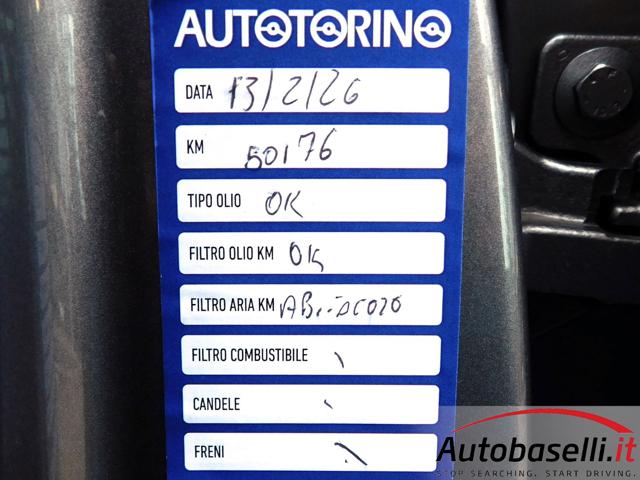 AUTOTORINO
DATA 13/2/26
KM 50176
TIPO OLIO OK
FILTRO OLIO KM OK
FILTRO ARIA KM
FILTRO COMBUSTIBILE
CANDELE
FRENI
Autobaselli.it
STOP SEARCHING. START DRIVING.